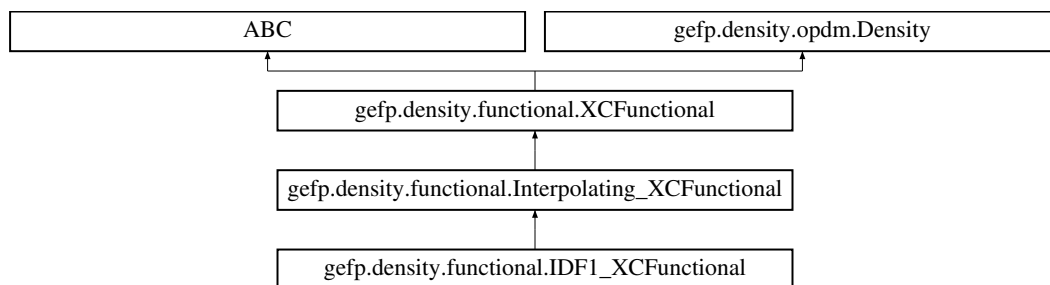 ABC
gefp.density.opdm.Density
gefp.density.functional.XCFunctional
gefp.density.functional.Interpolating_XCFunctional
gefp.density.functional.IDF1_XCFunctional